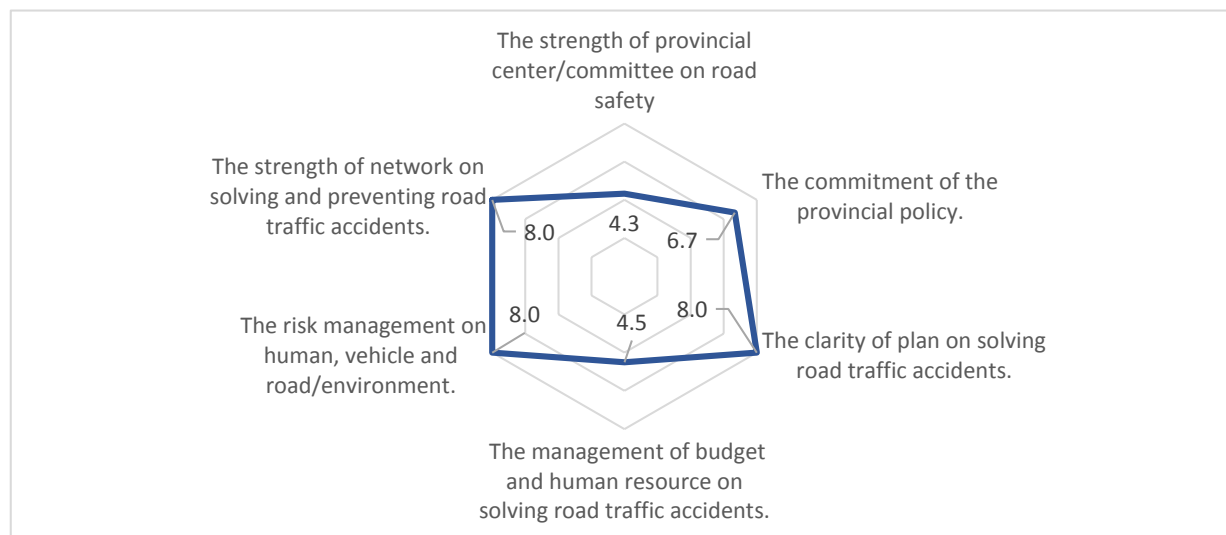 The strength of provincial
center/committee on road
safety
The commitment of the
provincial policy.
The clarity of plan on solving
road traffic accidents.
The management of budget
and human resource on
solving road traffic accidents.
The risk management on
human, vehicle and
road/environment.
The strength of network on
solving and preventing road
traffic accidents.
4.3
6.7
8.0
4.5
8.0
8.0